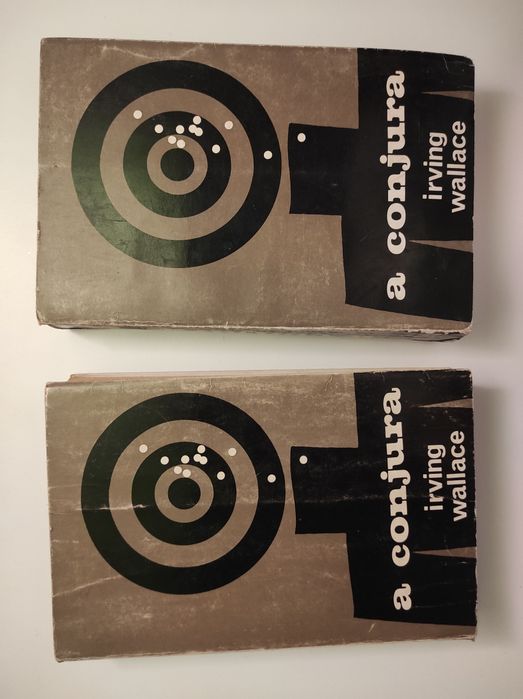 a conjura
irving
wallace
a conjura
irving
wallace